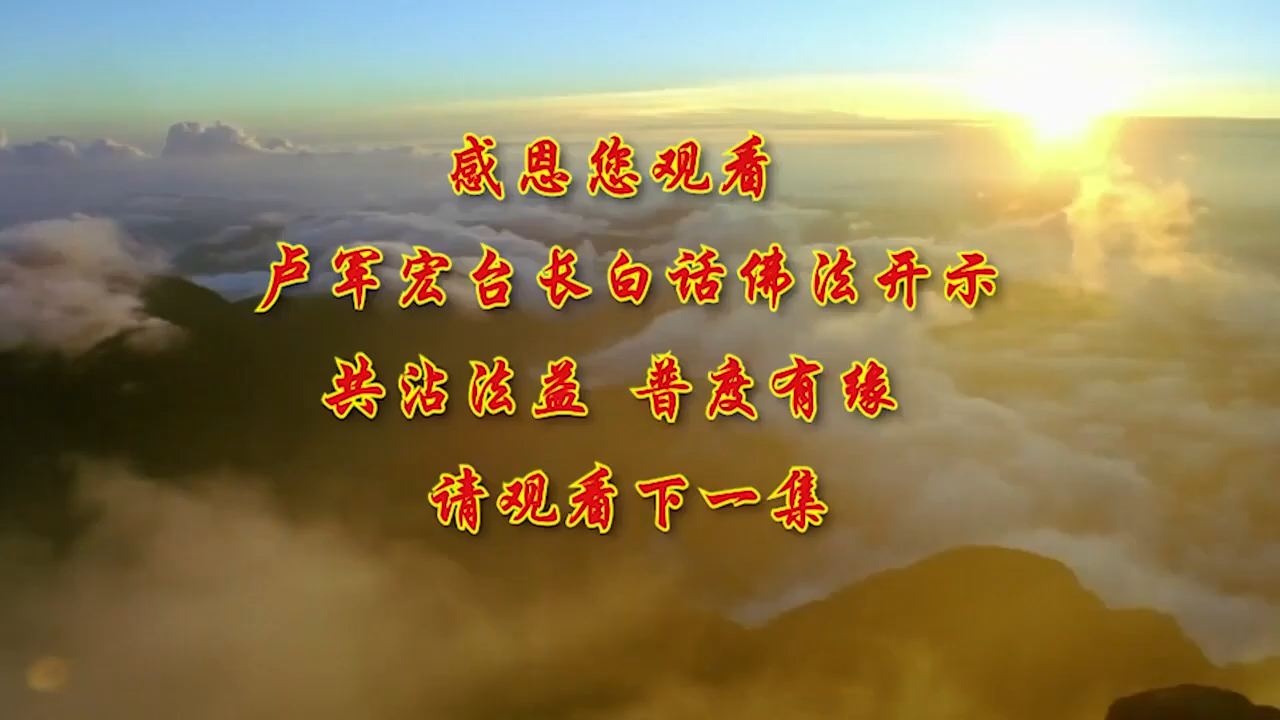 感恩您观看
卢军宏台长白话佛法开示
共沾法益 普度有缘
请观看下一集